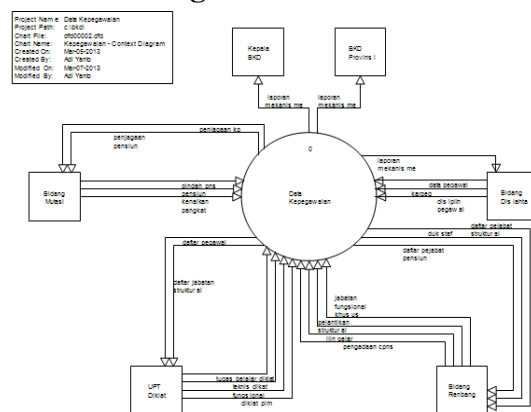 Project Name: Data Kepegawaian
Project Path: c:\bkd\
Chart File: dfd00002.dfd
Chart Name: Kepegawaian - Context Diagram
Created On: Mar-05-2013
Created By: Adi Yanto
Modified On: Mar-07-2013
Modified By: Adi Yanto
Kepala
BKD
BKD
Provinsi
laporan
mekanisme
laporan
mekanisme
penjagaan kp
penjagaan
pensiun
0
laporan
mekanisme
Bidang
Mutasi
pindah pns
pensiun
kenaikan
pangkat
Data
Kepegawaian
data pegawai
karpeg
disiplin
pegawai
Bidang
Dislahta
daftar pejabat
struktural
duk staf
daftar pejabat
pensiun
daftar pegawai
daftar jabatan
struktural
jabatan
fungsional
khusus
pelantikan
struktural
ijin gelar
pengadaan cpns
UPT
Diklat
tugas belajar diklat
teknis diklat
fungsional
diklat pim
Bidang
Renbang